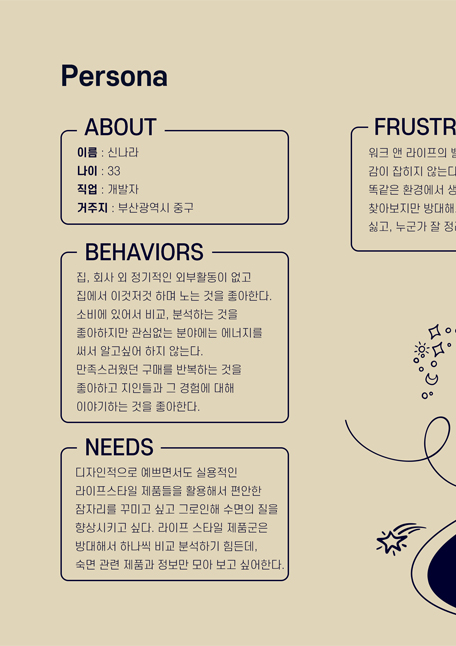 Persona
ABOUT
이름 : 신나라
나이 : 33
직업 : 개발자
거주지 : 부산광역시 중구
BEHAVIORS
집, 회사 외 정기적인 외부활동이 없고
집에서 이것저것 하며 노는 것을 좋아한다.
소비에 있어서 비교, 분석하는 것을
좋아하지만 관심없는 분야에는 에너지를
써서 알고싶어 하지 않는다.
만족스러웠던 구매를 반복하는 것을
좋아하고 지인들과 그 경험에 대해
이야기하는 것을 좋아한다.
NEEDS
디자인적으로 예쁘면서도 실용적인
라이프스타일 제품들을 활용해서 편안한
잠자리를 꾸미고 싶고 그로인해 수면의 질을
향상시키고 싶다. 라이프 스타일 제품군은
방대해서 하나씩 비교 분석하기 힘든데,
숙면 관련 제품과 정보만 모아 보고 싶어한다.
FRUSTR
워크 앤 라이프의
감이 잡히지 않는
똑같은 환경에서
찾아보지만 방대해
싫고, 누군가 잘